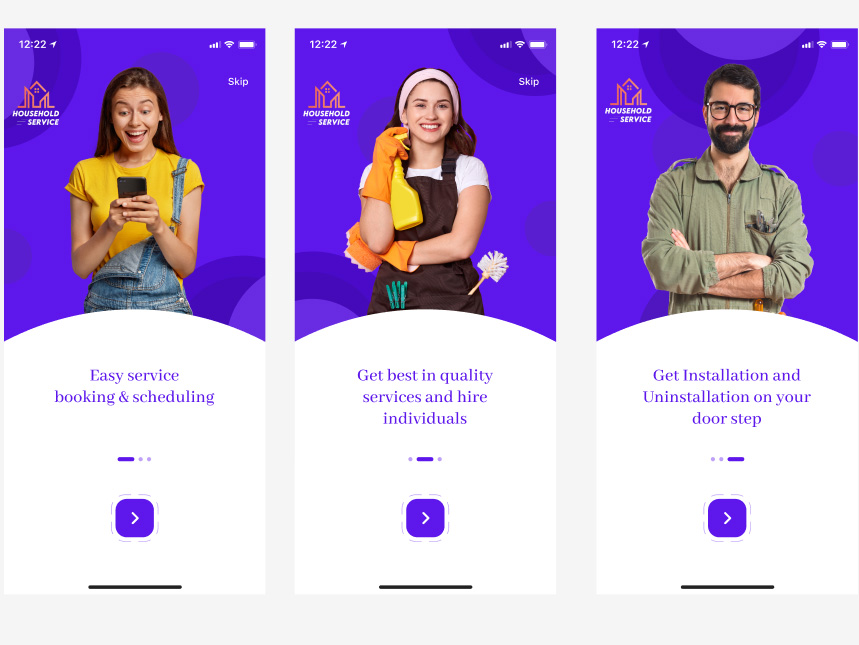 12:22
Skip
HOUSEHOLD
SERVICE
Easy service
booking & scheduling
12:22
Skip
HOUSEHOLD
SERVICE
Get best in quality
services and hire
individuals
12:22
HOUSEHOLD
SERVICE
Get Installation and
Uninstallation on your
door step